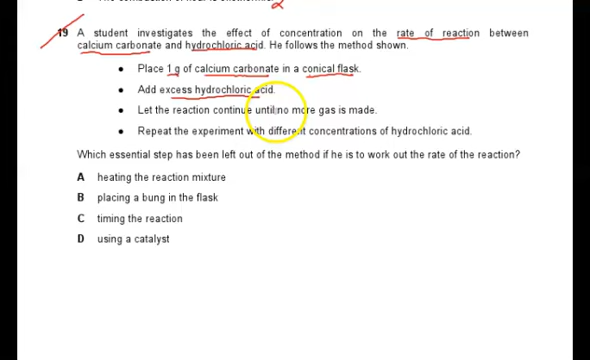 19 A student investigates the effect of concentration on the rate of reaction between
calcium carbonate and hydrochloric acid. He follows the method shown.
• Place 1 g of calcium carbonate in a conical flask.
• Add excess hydrochloric acid.
• Let the reaction continue until no more gas is made.
• Repeat the experiment with different concentrations of hydrochloric acid.
Which essential step has been left out of the method if he is to work out the rate of the reaction?
A heating the reaction mixture
B placing a bung in the flask
C timing the reaction
D using a catalyst